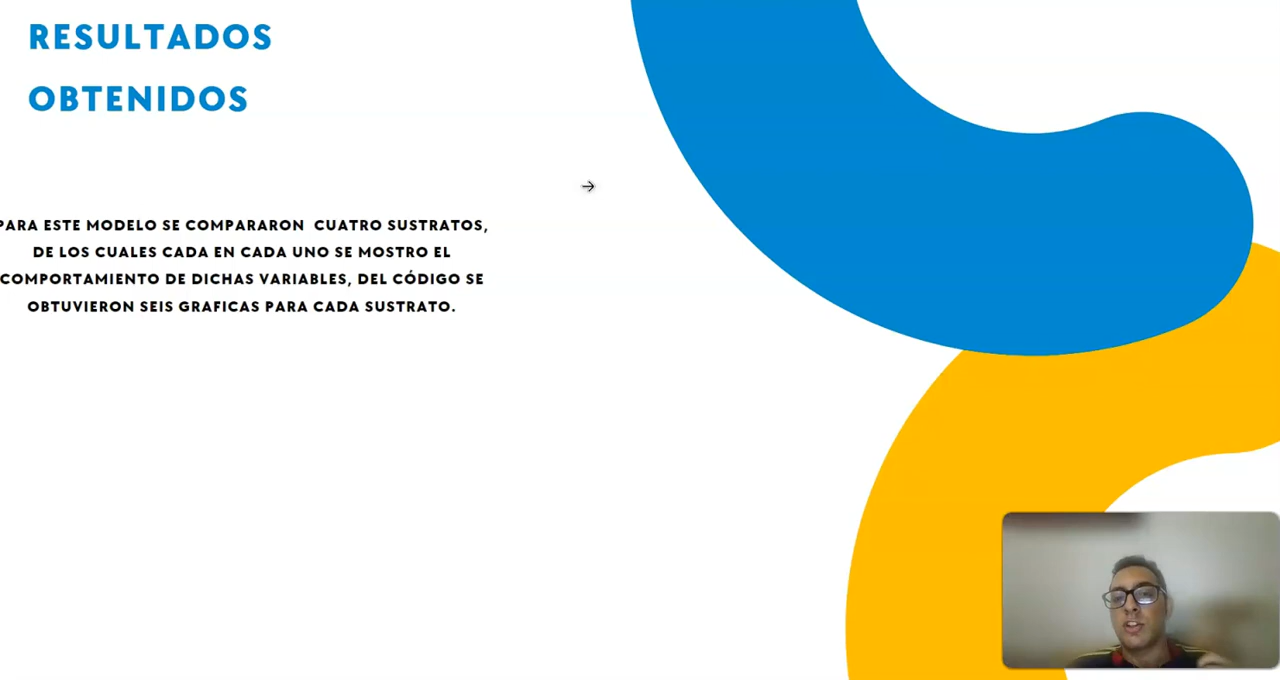 RESULTADOS
OBTENIDOS
PARA ESTE MODELO SE COMPARARON CUATRO SUSTRATOS,
DE LOS CUALES CADA EN CADA UNO SE MOSTRO EL
COMPORTAMIENTO DE DICHAS VARIABLES, DEL CÓDIGO SE
OBTUVIERON SEIS GRAFICAS PARA CADA SUSTRATO.